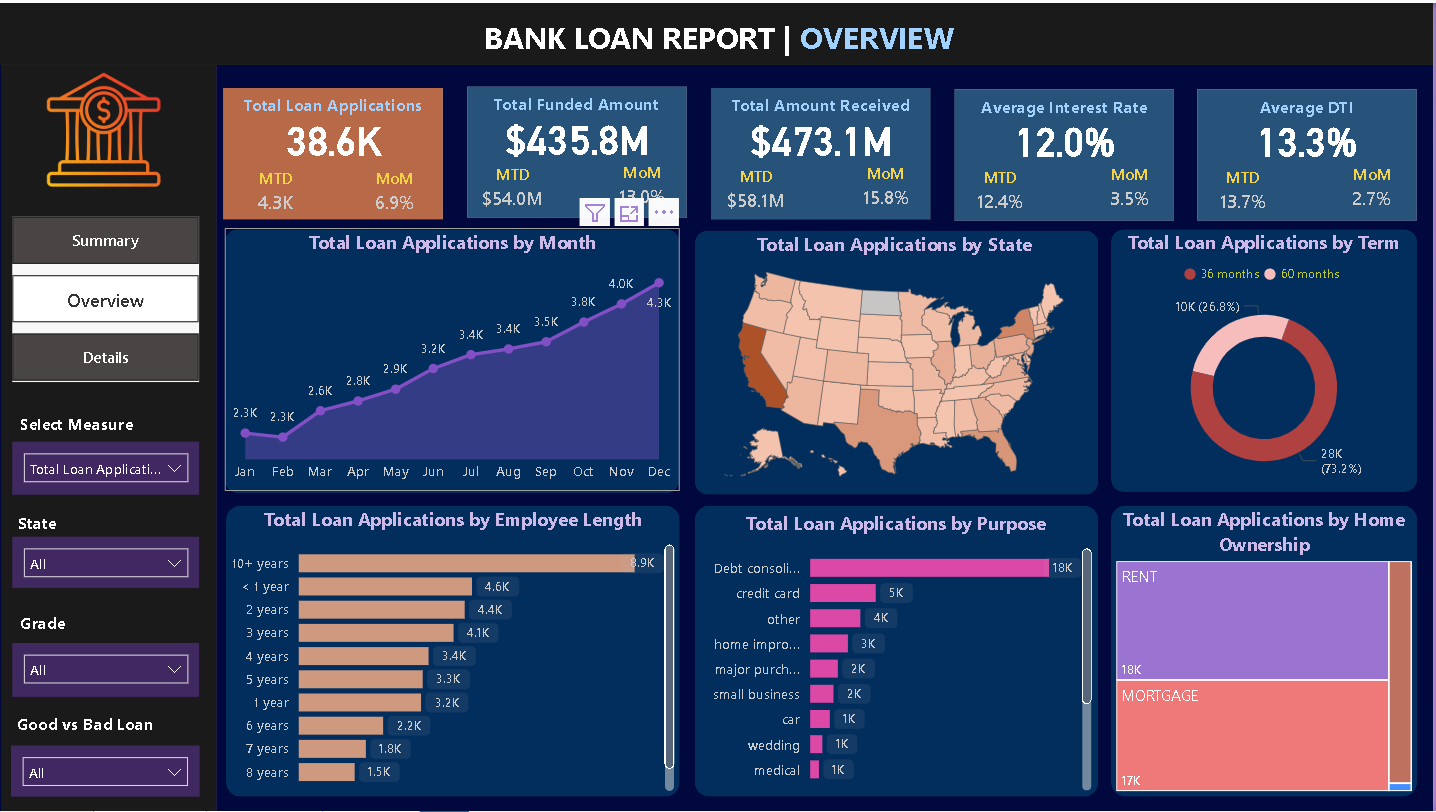 BANK LOAN REPORT | OVERVIEW
Total Loan Applications
38.6K
MTD
MoM
4.3K
6.9%
Total Funded Amount
$435.8M
MTD
MoM
$54.0M
13.0%
Total Amount Received
$473.1M
MTD
MoM
$58.1M
15.8%
Average Interest Rate
12.0%
MTD
MoM
12.4%
3.5%
Average DTI
13.3%
MTD
MoM
13.7%
2.7%
Summary
Overview
Details
Select Measure
Total Loan Applicati...
State
All
Grade
All
Good vs Bad Loan
All
Total Loan Applications by Month
2.3K
2.3K
2.6K
2.8K
2.9K
3.2K
3.4K
3.4K
3.5K
3.8K
4.0K
4.3K
Jan Feb Mar Apr May Jun Jul Aug Sep Oct Nov Dec
Total Loan Applications by State
Total Loan Applications by Term
36 months 60 months
10K (26.8%)
28K
(73.2%)
Total Loan Applications by Employee Length
10+ years 8.9K
< 1 year 4.6K
2 years 4.4K
3 years 4.1K
4 years 3.4K
5 years 3.3K
1 year 3.2K
6 years 2.2K
7 years 1.8K
8 years 1.5K
Total Loan Applications by Purpose
Debt consoli... 18K
credit card 5K
other 4K
home impro... 3K
major purch... 2K
small business 2K
car 1K
wedding 1K
medical 1K
Total Loan Applications by Home
Ownership
RENT
18K
MORTGAGE
17K